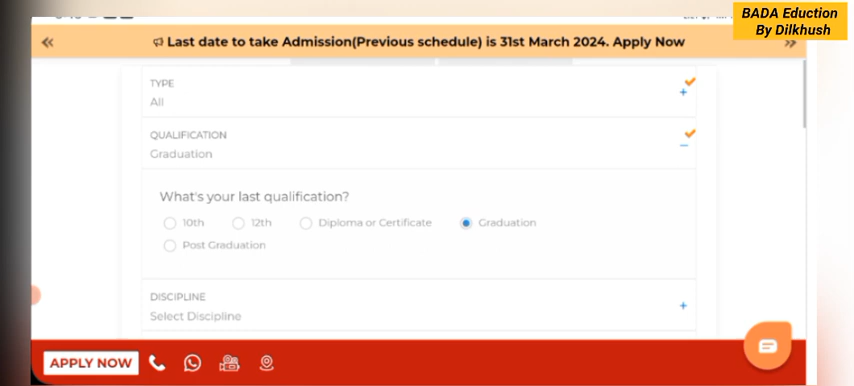 BADA Eduction
By Dilkhush
Last date to take Admission(Previous schedule) is 31st March 2024. Apply Now
TYPE
All
QUALIFICATION
Graduation
What's your last qualification?
10th 12th Diploma or Certificate Graduation
Post Graduation
DISCIPLINE
Select Discipline
APPLY NOW